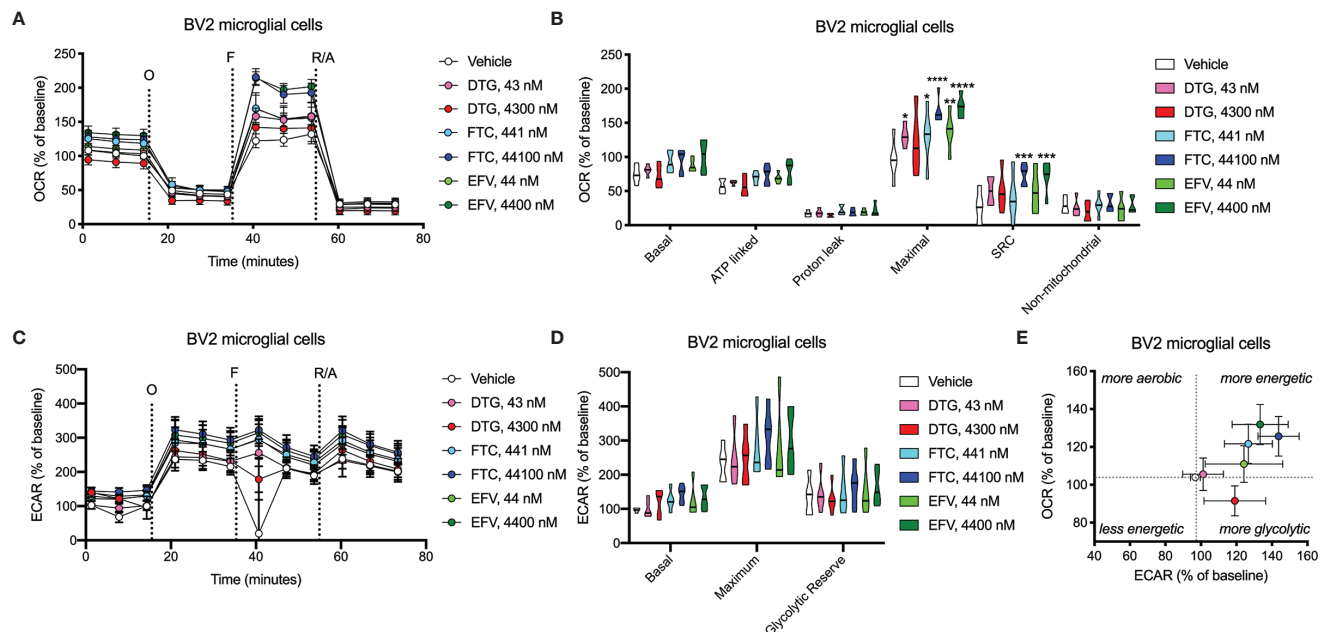 A
BV2 microglial cells
OCR (% of baseline)
250
200
150
100
50
0
O
F
R/A
0
20
40
60
80
Time (minutes)
Vehicle
DTG, 43 nM
DTG, 4300 nM
FTC, 441 nM
FTC, 44100 nM
EFV, 44 nM
EFV, 4400 nM
B
BV2 microglial cells
OCR (% of baseline)
250
200
150
100
50
0
*
*
****
**
****
***
***
Basal
ATP linked
Proton leak
Maximal
SRC
Non-mitochondrial
Vehicle
DTG, 43 nM
DTG, 4300 nM
FTC, 441 nM
FTC, 44100 nM
EFV, 44 nM
EFV, 4400 nM
C
BV2 microglial cells
ECAR (% of baseline)
500
400
300
200
100
0
O
F
R/A
0
20
40
60
80
Time (minutes)
Vehicle
DTG, 43 nM
DTG, 4300 nM
FTC, 441 nM
FTC, 44100 nM
EFV, 44 nM
EFV, 4400 nM
D
BV2 microglial cells
ECAR (% of baseline)
500
400
300
200
100
0
Basal
Maximum
Glycolytic Reserve
Vehicle
DTG, 43 nM
DTG, 4300 nM
FTC, 441 nM
FTC, 44100 nM
EFV, 44 nM
EFV, 4400 nM
E
BV2 microglial cells
OCR (% of baseline)
160
140
120
100
80
more aerobic
more energetic
less energetic
more glycolytic
40
60
80
100
120
140
160
ECAR (% of baseline)